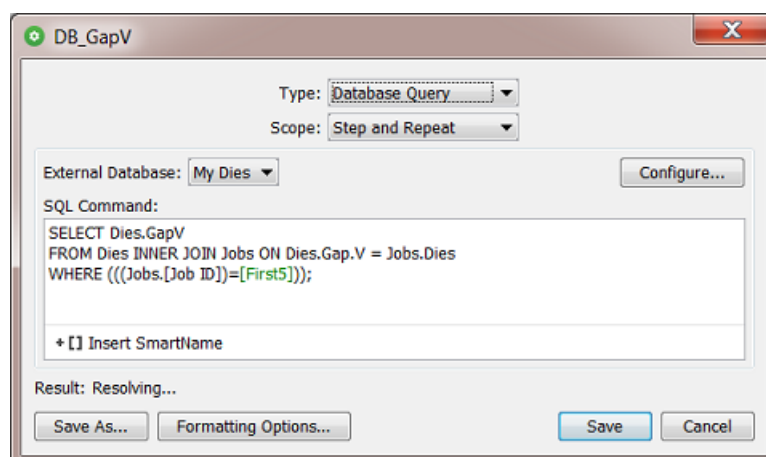 DB_GapV
Type: Database Query
Scope: Step and Repeat
External Database: My Dies
Configure...
SQL Command:
SELECT Dies.GapV
FROM Dies INNER JOIN Jobs ON Dies.Gap.V = Jobs.Dies
WHERE (((Jobs.[Job ID])=[First5]));
+[] Insert SmartName
Result: Resolving...
Save As... Formatting Options... Save Cancel